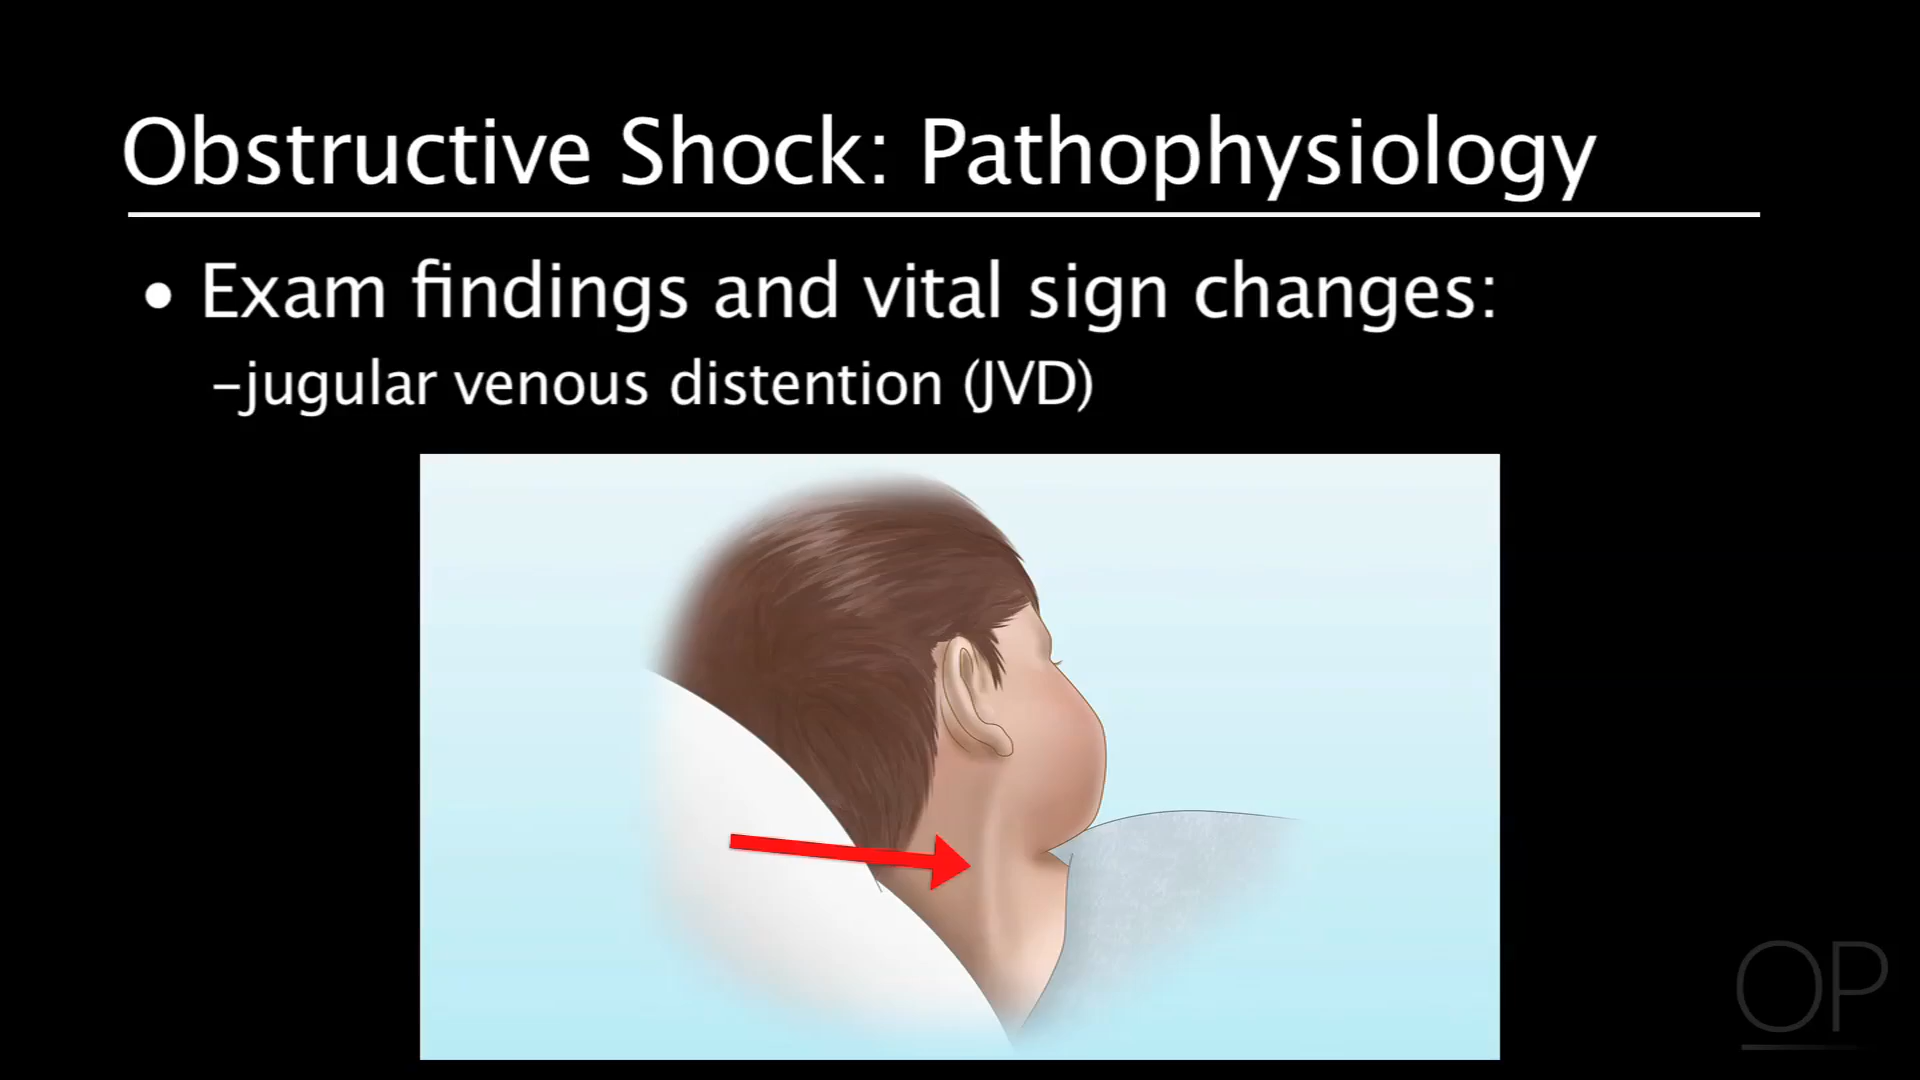 Obstructive Shock: Pathophysiology
• Exam findings and vital sign changes:
–jugular venous distention (JVD)
OP